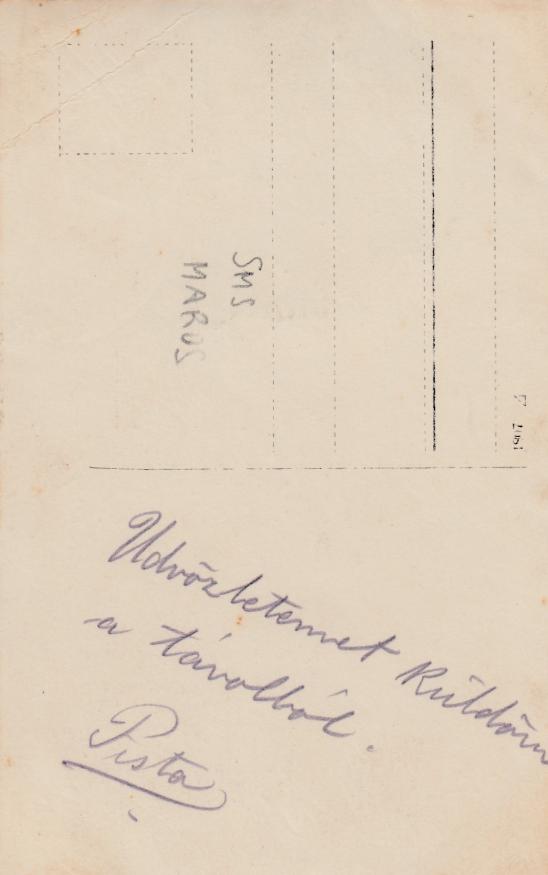 SMS
MAROS
Üdvözletemet küldöm
a távolból.
Pista